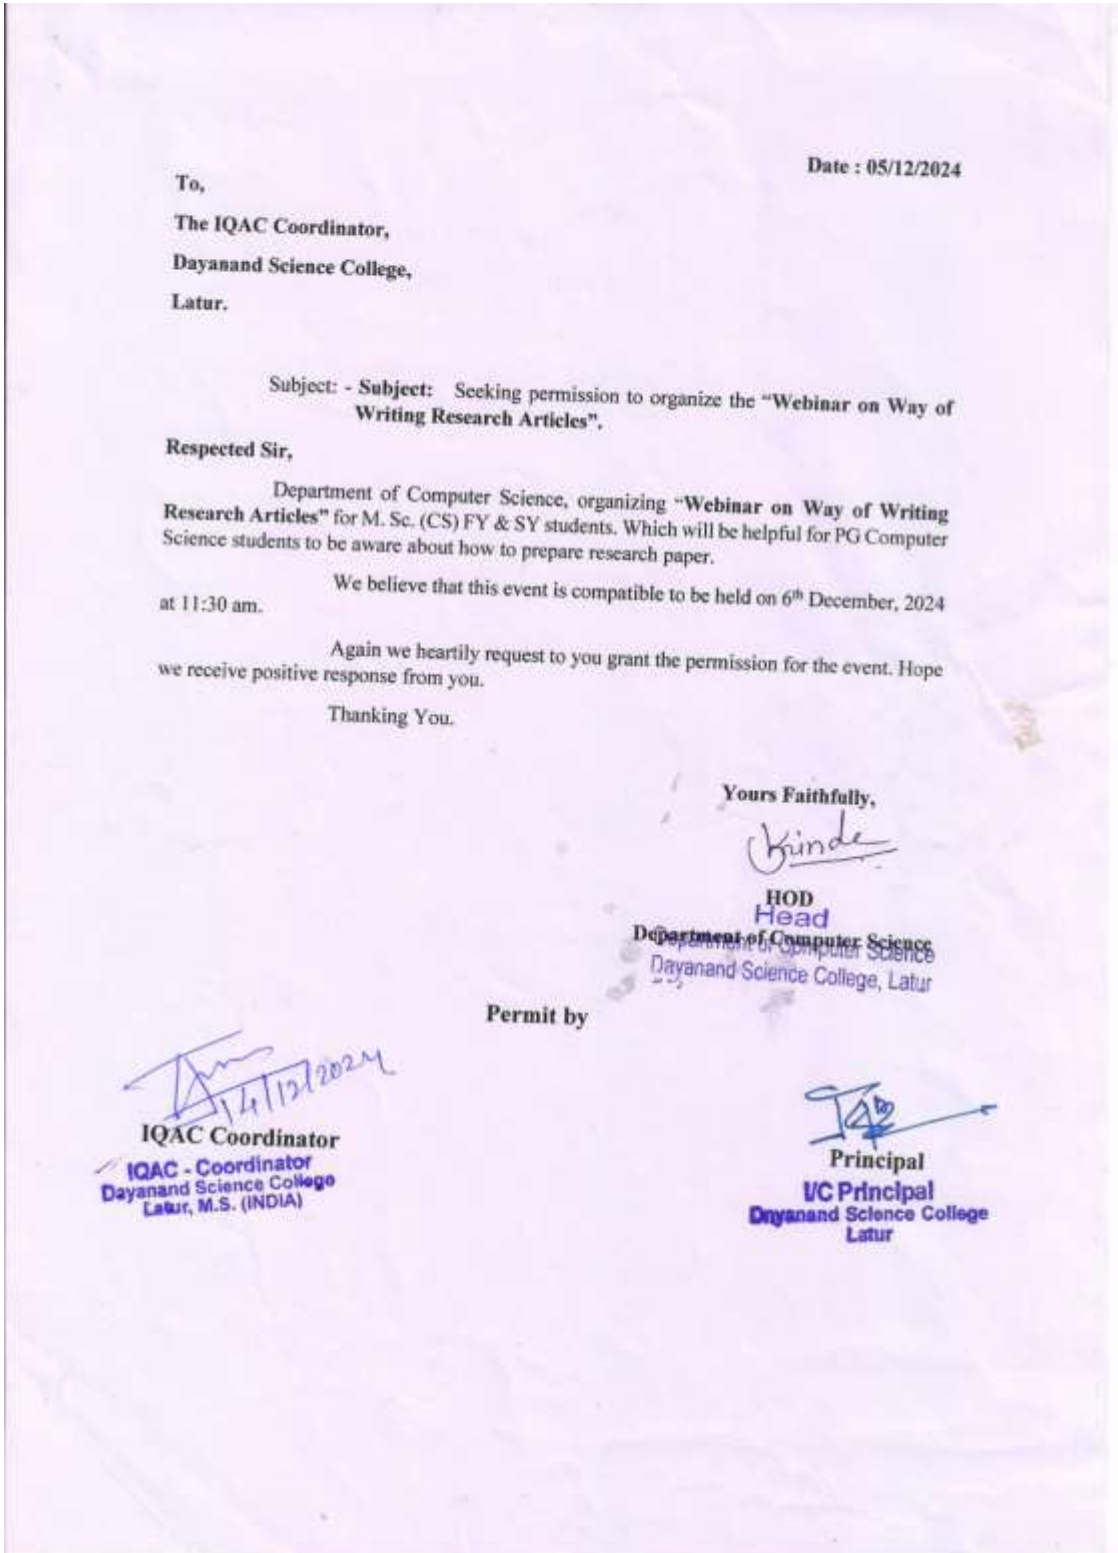 Date : 05/12/2024
To,
The IQAC Coordinator,
Dayanand Science College,
Latur.
Subject: - Subject: Seeking permission to organize the “Webinar on Way of
Writing Research Articles”.
Respected Sir,
Department of Computer Science, organizing “Webinar on Way of Writing
Research Articles” for M. Sc. (CS) FY & SY students. Which will be helpful for PG Computer
Science students to be aware about how to prepare research paper.
We believe that this event is compatible to be held on 6th December, 2024
at 11:30 am.
Again we heartily request to you grant the permission for the event. Hope
we receive positive response from you.
Thanking You.
Yours Faithfully,
HOD
Head
Department of Computer Science
Department of Computer Science
Dayanand Science College, Latur
Permit by
14/12/2024
IQAC Coordinator
IQAC - Coordinator
Dayanand Science College
Latur, M.S. (INDIA)
Principal
I/C Principal
Dayanand Science College
Latur